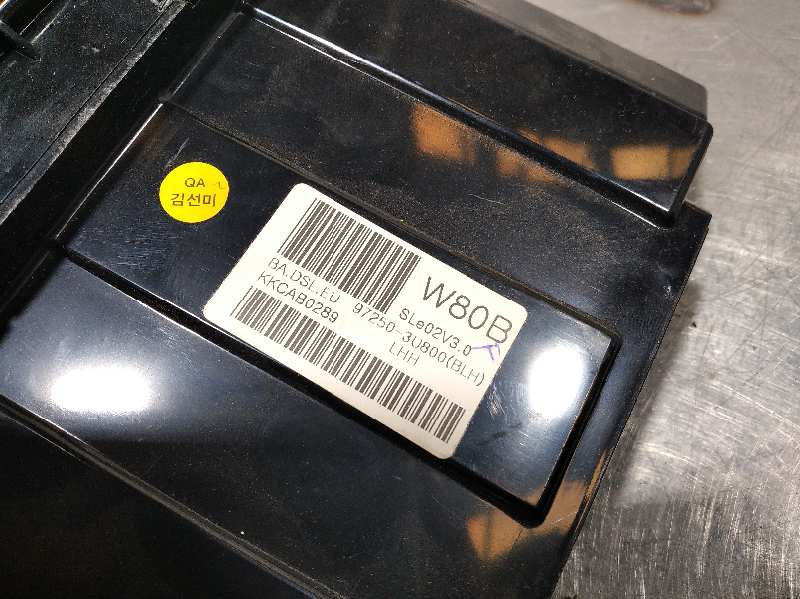 QA
김선미
W80B
SLe02V3.0
BA.DSL.EU 97250-3U800(BLH)
KKCAB0289 LHH